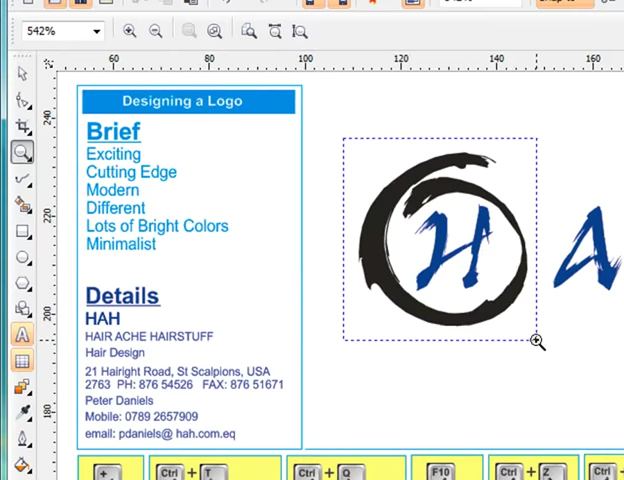 542%
60 80 100 120 140 160
240
220
200
180
Designing a Logo
Brief
Exciting
Cutting Edge
Modern
Different
Lots of Bright Colors
Minimalist
Details
HAH
HAIR ACHE HAIRSTUFF
Hair Design
21 Hairight Road, St Scalpions, USA
2763 PH: 876 54526 FAX: 876 51671
Peter Daniels
Mobile: 0789 2657909
email: pdaniels@ hah.com.eq
H A
+ Ctrl + T Ctrl + Q F10 Ctrl + Z Ctrl +